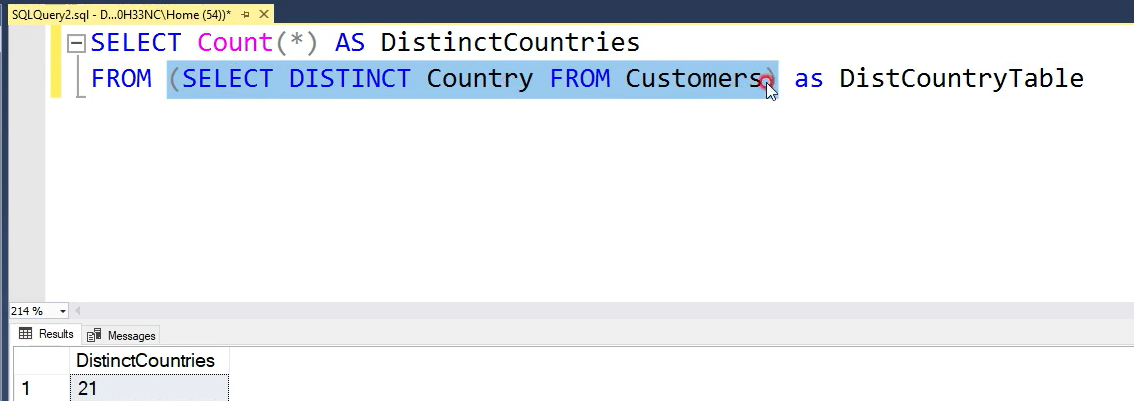 SQLQuery2.sql - D...0H33NC\Home (54))*
SELECT Count(*) AS DistinctCountries
FROM (SELECT DISTINCT Country FROM Customers) as DistCountryTable
214 %
Results Messages
DistinctCountries
1 21